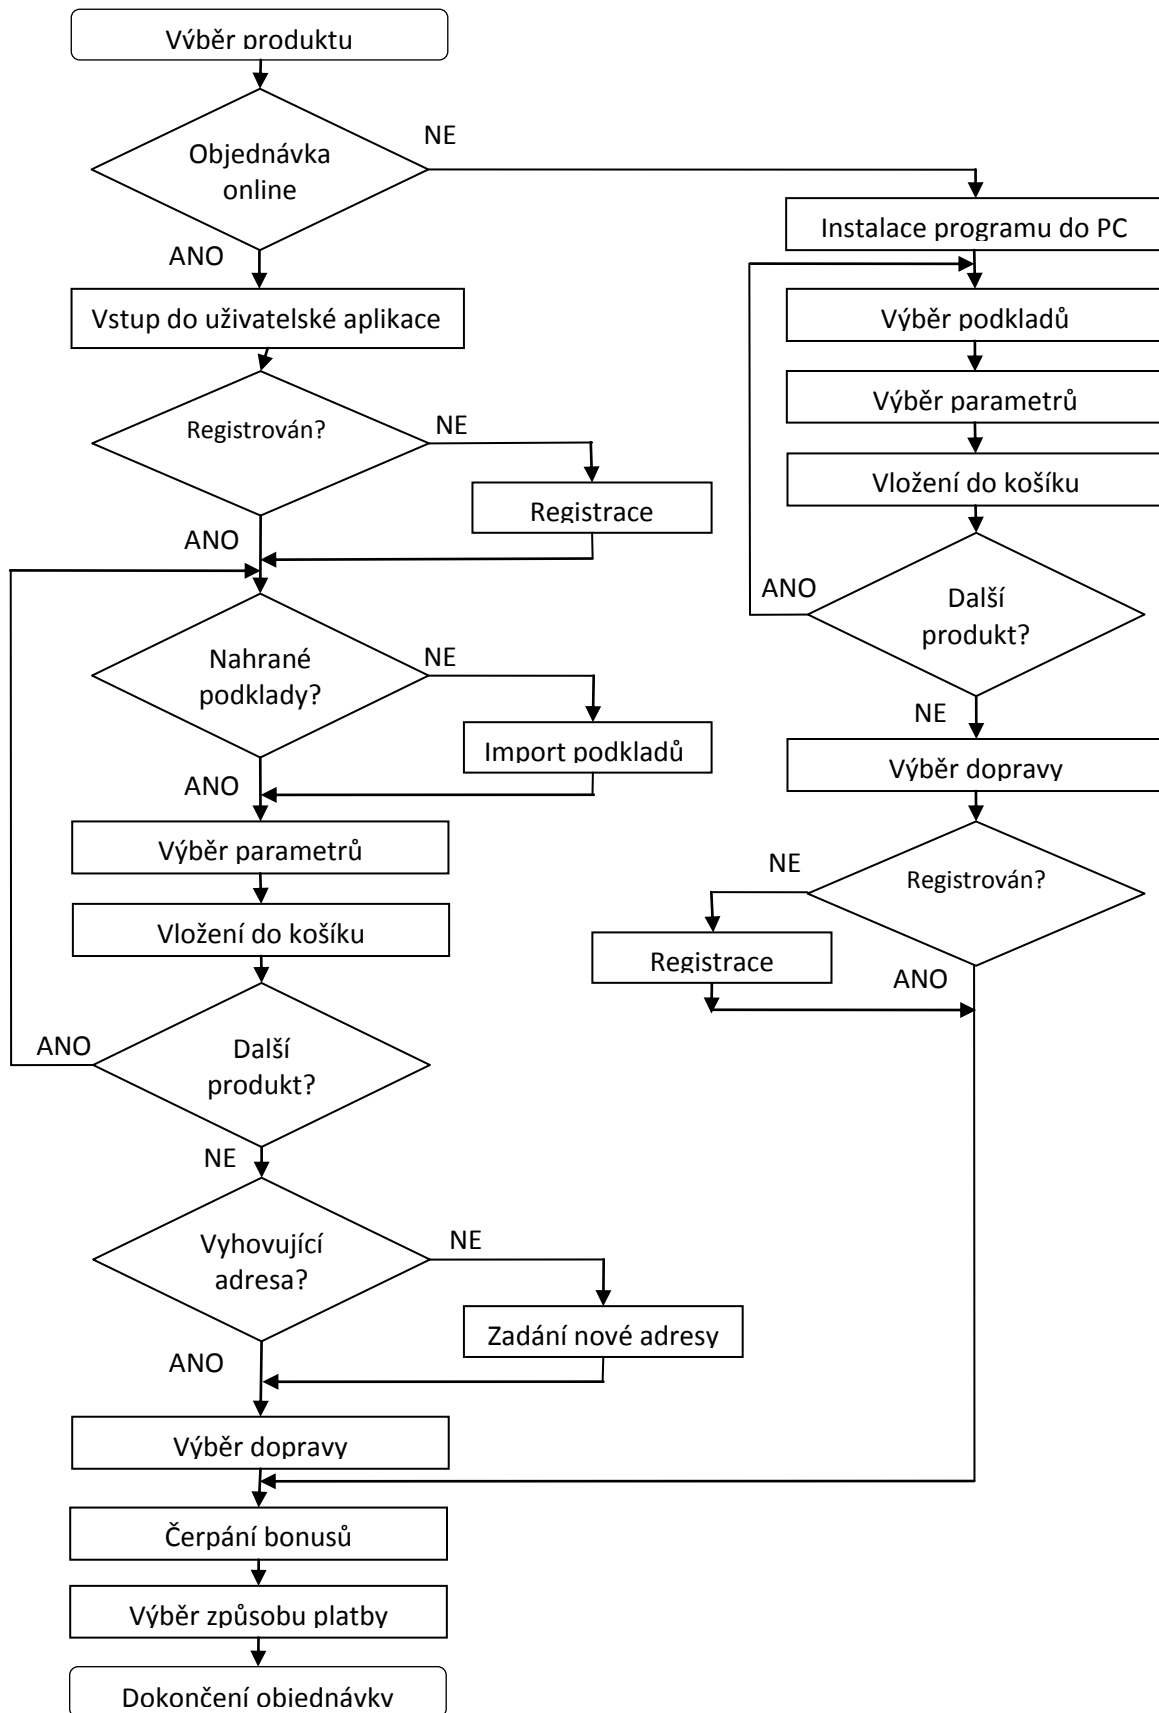 Výběr produktu
Objednávka
online
NE
ANO
Instalace programu do PC
Vstup do uživatelské aplikace
Výběr podkladů
Výběr parametrů
Registrován?
NE
Vložení do košíku
Registrace
ANO
ANO
Další
produkt?
Nahrané
podklady?
NE
NE
Import podkladů
Výběr dopravy
ANO
Výběr parametrů
NE
Registrován?
Vložení do košíku
Registrace
ANO
ANO
Další
produkt?
NE
Vyhovující
adresa?
NE
Zadání nové adresy
ANO
Výběr dopravy
Čerpání bonusů
Výběr způsobu platby
Dokončení objednávky